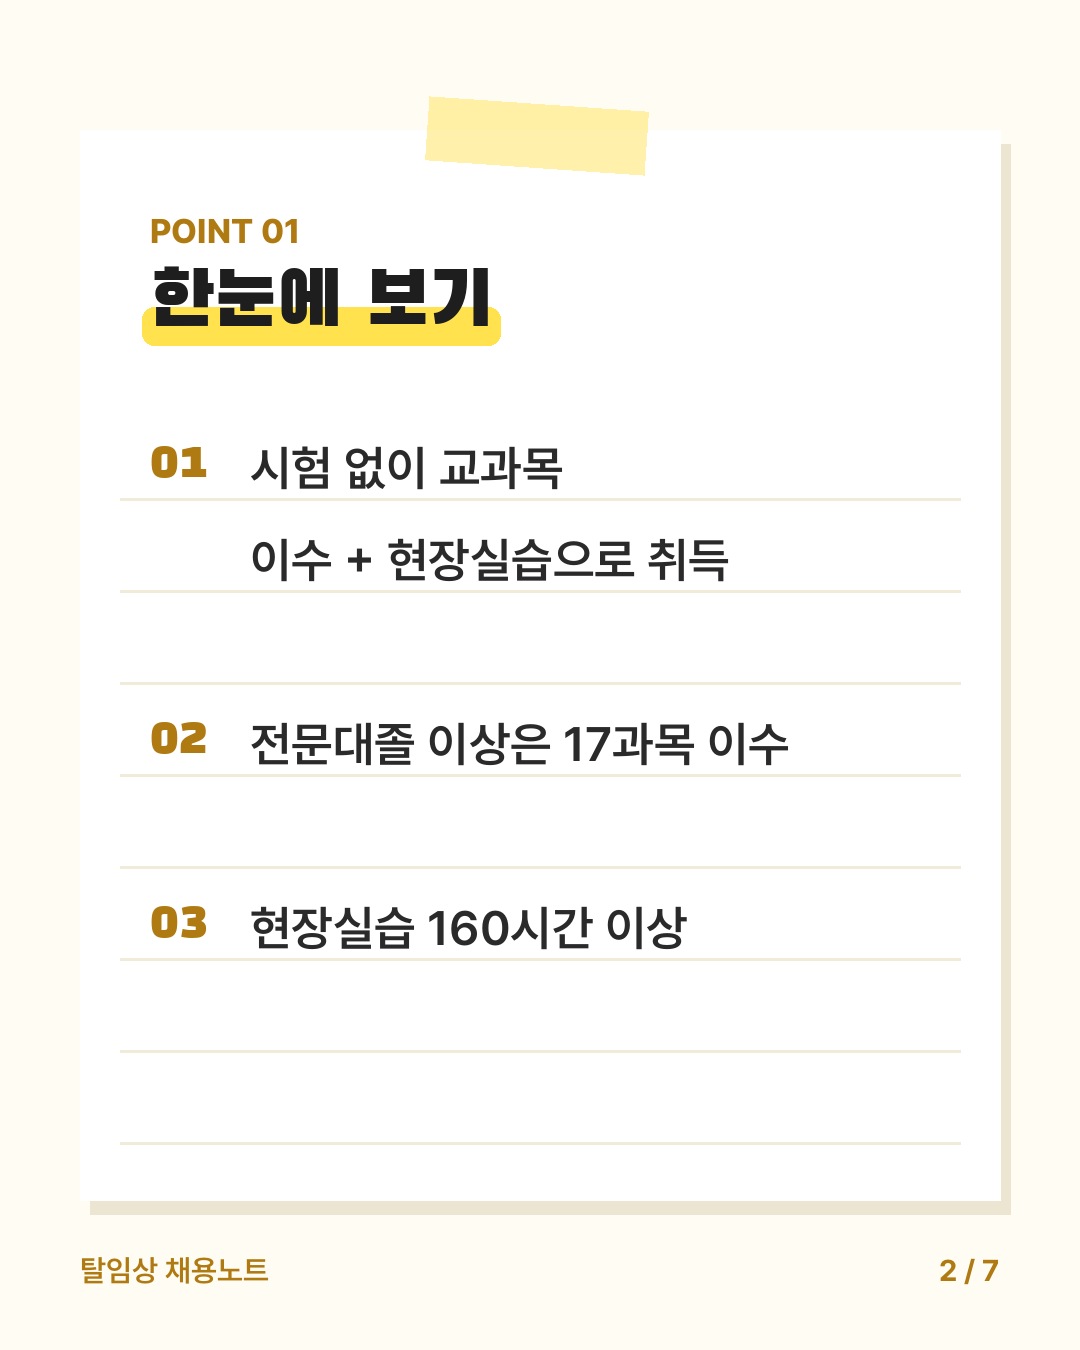 POINT 01
한눈에 보기
01 시험 없이 교과목
이수 + 현장실습으로 취득
02 전문대졸 이상은 17과목 이수
03 현장실습 160시간 이상
탈임상 채용노트
2 / 7